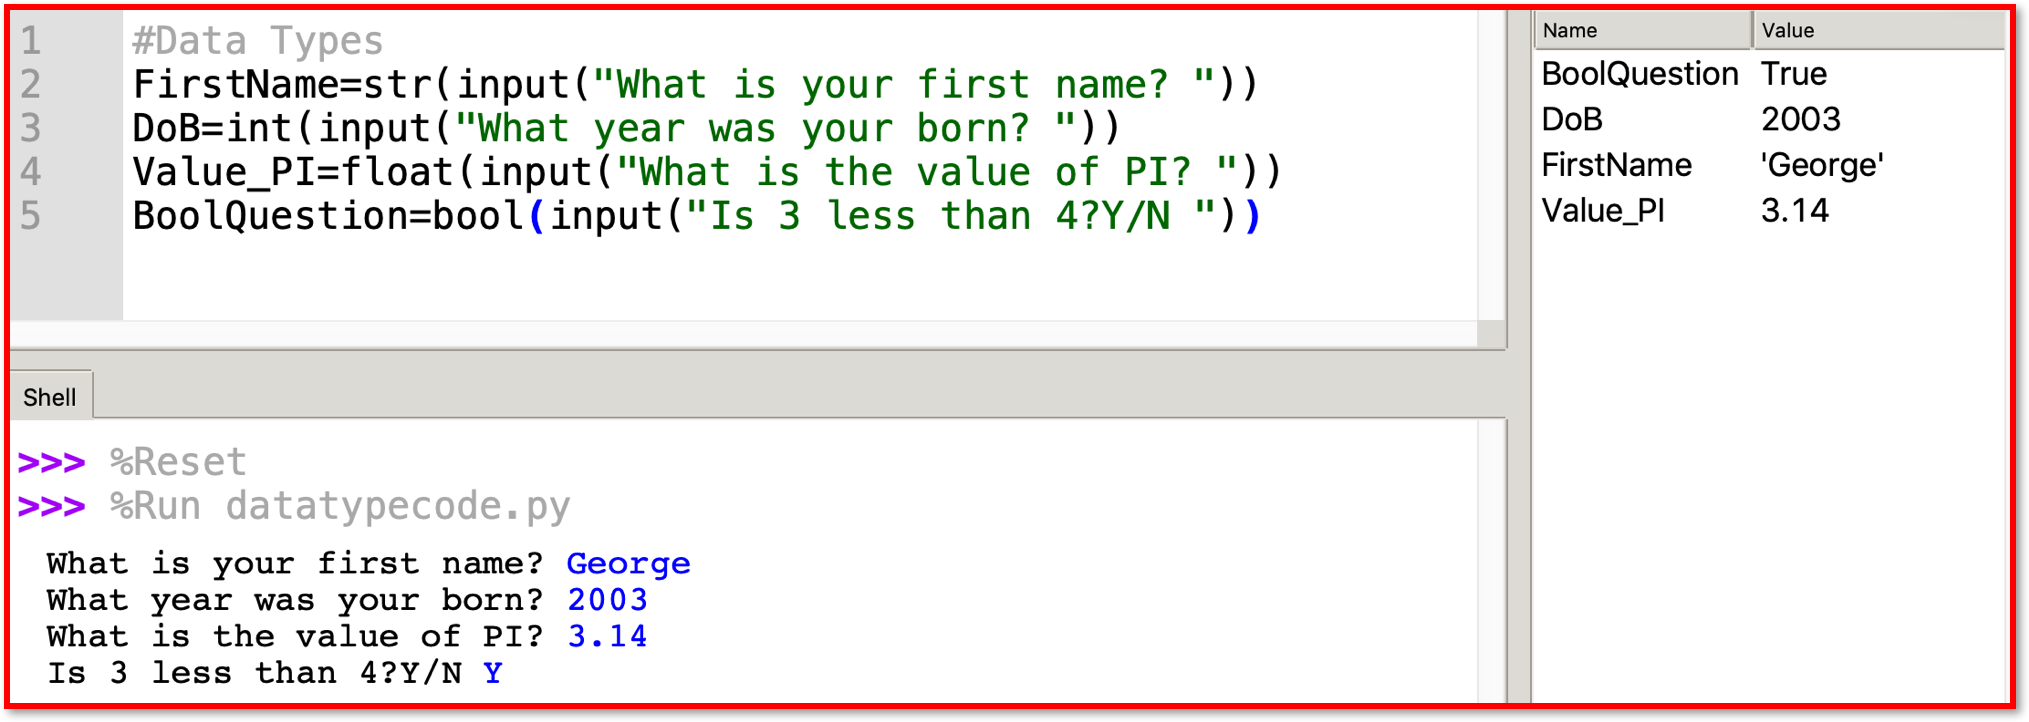 1 #Data Types
2 FirstName=str(input("What is your first name? "))
3 DoB=int(input("What year was your born? "))
4 Value_PI=float(input("What is the value of PI? "))
5 BoolQuestion=bool(input("Is 3 less than 4?Y/N "))
Shell
>>> %Reset
>>> %Run datatypecode.py
What is your first name? George
What year was your born? 2003
What is the value of PI? 3.14
Is 3 less than 4?Y/N Y
Name Value
BoolQuestion True
DoB 2003
FirstName 'George'
Value_PI 3.14